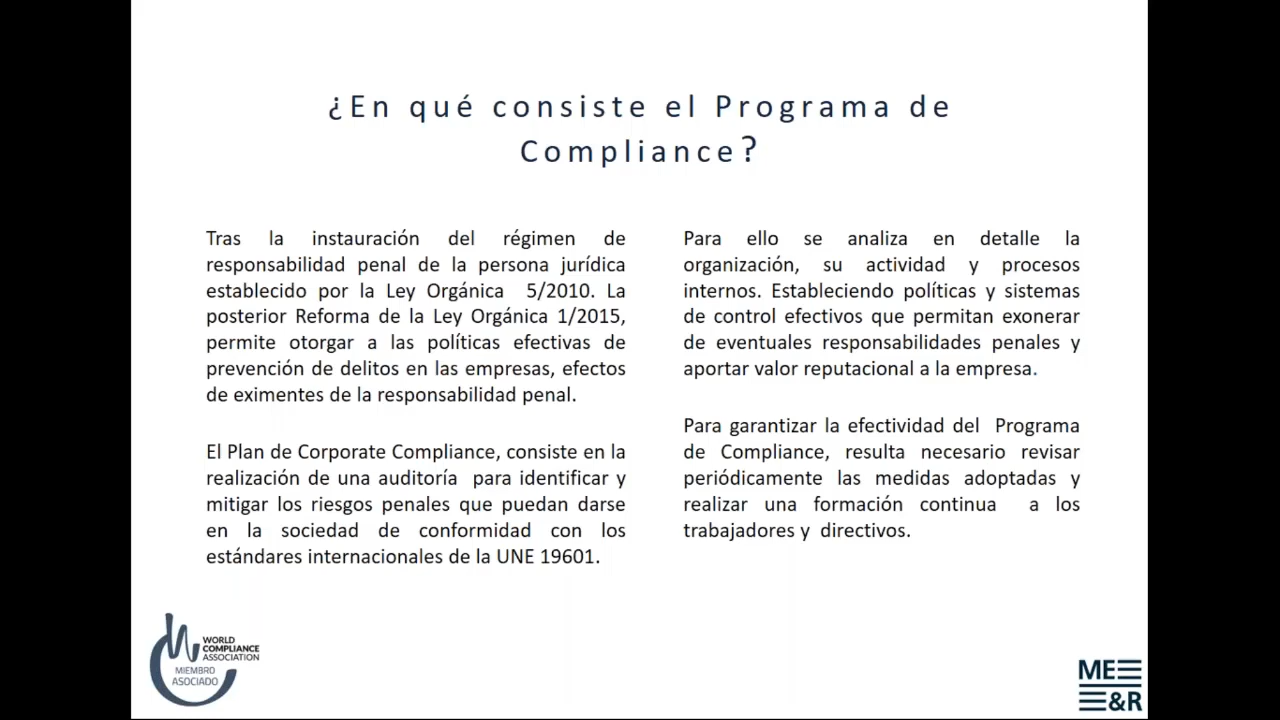 ¿En qué consiste el Programa de
Compliance?
Tras la instauración del régimen de
responsabilidad penal de la persona jurídica
establecido por la Ley Orgánica 5/2010. La
posterior Reforma de la Ley Orgánica 1/2015,
permite otorgar a las políticas efectivas de
prevención de delitos en las empresas, efectos
de eximentes de la responsabilidad penal.
El Plan de Corporate Compliance, consiste en la
realización de una auditoría para identificar y
mitigar los riesgos penales que puedan darse
en la sociedad de conformidad con los
estándares internacionales de la UNE 19601.
Para ello se analiza en detalle la
organización, su actividad y procesos
internos. Estableciendo políticas y sistemas
de control efectivos que permitan exonerar
de eventuales responsabilidades penales y
aportar valor reputacional a la empresa.
Para garantizar la efectividad del Programa
de Compliance, resulta necesario revisar
periódicamente las medidas adoptadas y
realizar una formación continua a los
trabajadores y directivos.
WORLD
COMPLIANCE
ASSOCIATION
MIEMBRO
ASOCIADO
ME
&R